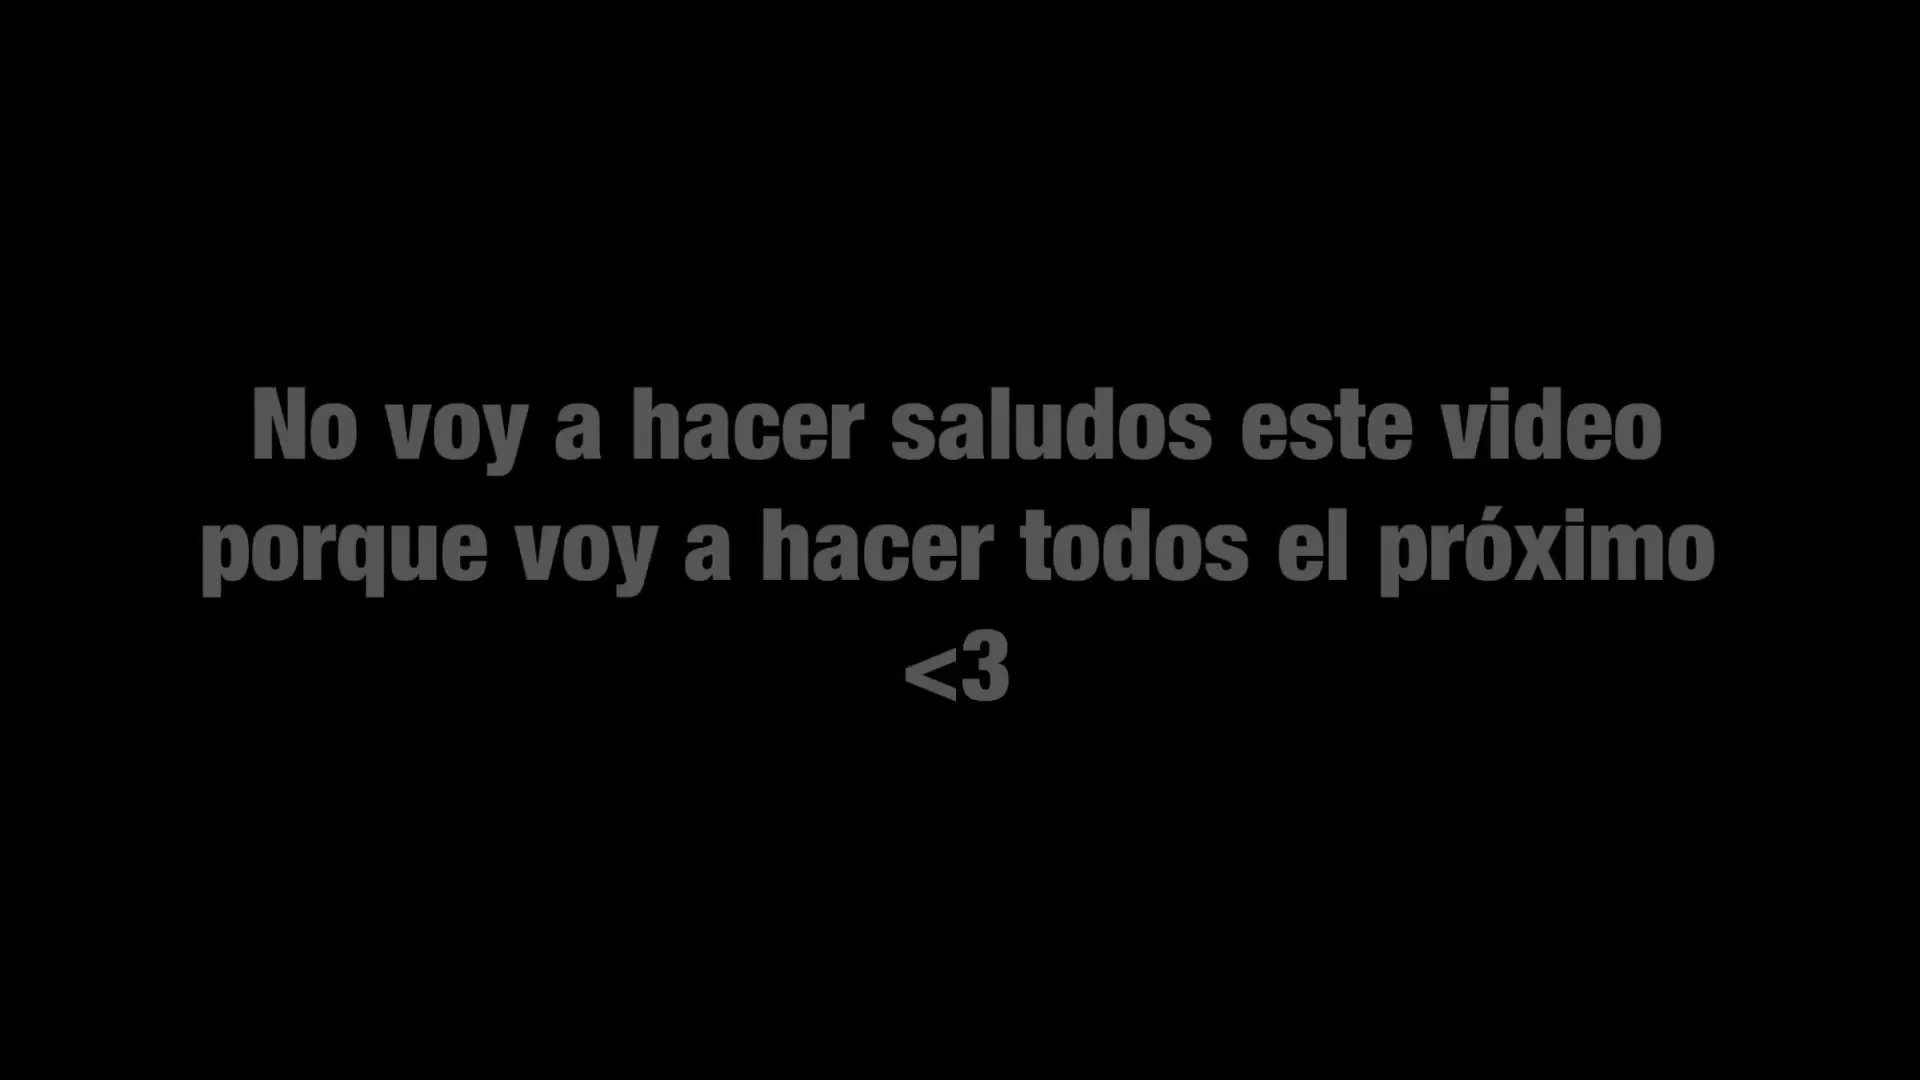 No voy a hacer saludos este video
porque voy a hacer todos el próximo
<3